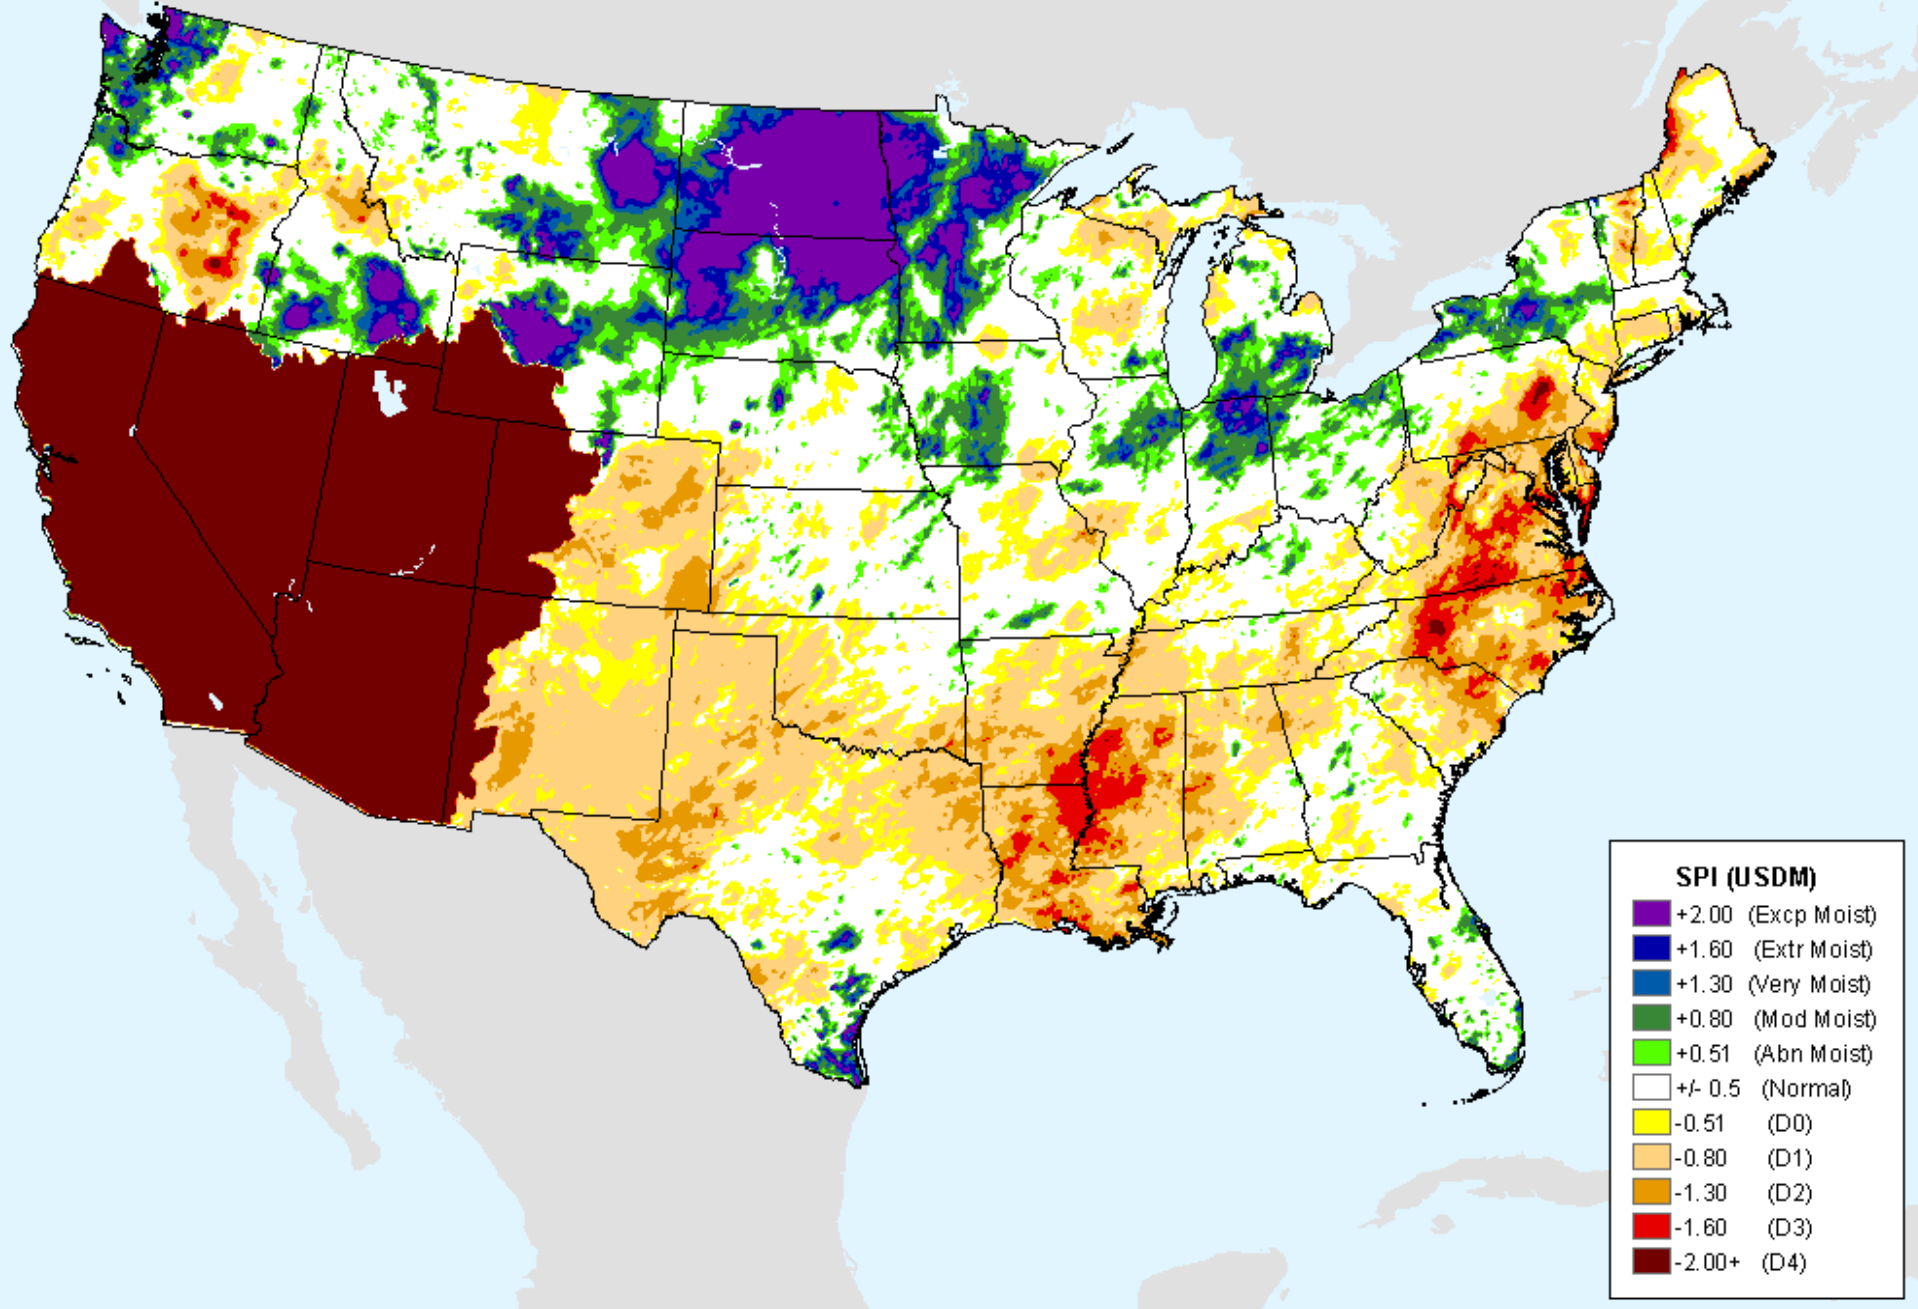 SPI (USDM)
+2.00 (Excp Moist)
+1.60 (Extr Moist)
+1.30 (Very Moist)
+0.80 (Mod Moist)
+0.51 (Abn Moist)
+/- 0.5 (Normal)
-0.51 (D0)
-0.80 (D1)
-1.30 (D2)
-1.60 (D3)
-2.00+ (D4)